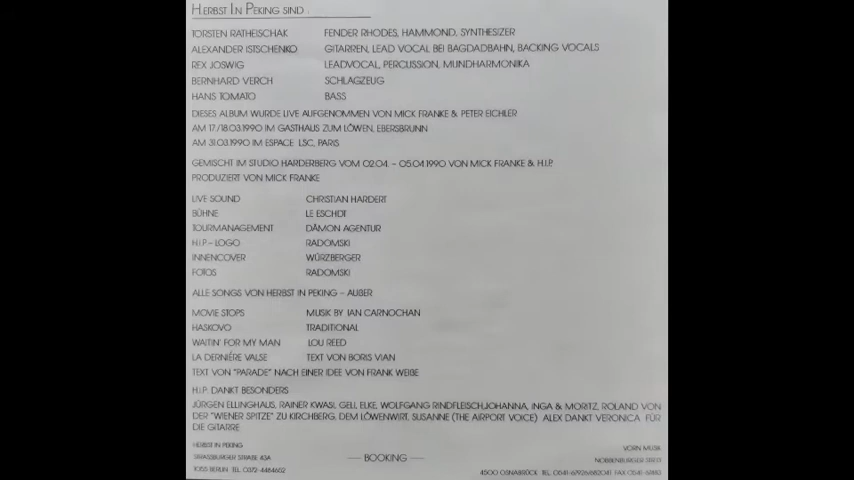 HERBST IN PEKING SIND
TORSTEN RATHEISCHAK FENDER RHODES, HAMMOND, SYNTHESIZER
ALEXANDER ISTSCHENKO GITARREN, LEAD VOCAL BEI BAGDADBAHN, BACKING VOCALS
REX JOSWIG LEADVOCAL, PERCUSSION, MUNDHARMONIKA
BERNHARD VERCH SCHLAGZEUG
HANS TOMATO BASS
DIESES ALBUM WURDE LIVE AUFGENOMMEN VON MICK FRANKE & PETER EICHLER
AM 17./18.03.1990 IM GASTHAUS ZUM LÖWEN, EBERSBRUNN
AM 31.03.1990 IM ESPACE LSC, PARIS
GEMISCHT IM STUDIO HARDERBERG VOM 02.04. – 05.04.1990 VON MICK FRANKE & H.I.P.
PRODUZIERT VON MICK FRANKE
LIVE SOUND CHRISTIAN HARDERT
BÜHNE LE ESCHDT
TOURMANAGEMENT DÄMON AGENTUR
H.I.P. – LOGO RADOMSKI
INNENCOVER WÜRZBERGER
FOTOS RADOMSKI
ALLE SONGS VON HERBST IN PEKING – AUßER
MOVIE STOPS MUSIK BY IAN CARNOCHAN
HASKOVO TRADITIONAL
WAITIN' FOR MY MAN LOU REED
LA DERNIÉRE VALSE TEXT VON BORIS VIAN
TEXT VON "PARADE" NACH EINER IDEE VON FRANK WEIßE
H.I.P. DANKT BESONDERS
JÜRGEN ELLINGHAUS, RAINER KWASI, GELI, ELKE, WOLFGANG RINDFLEISCH, JOHANNA, INGA & MORITZ, ROLAND VON
DER "WIENER SPITZE" ZU KIRCHBERG, DEM LÖWENWIRT, SUSANNE (THE AIRPORT VOICE) ALEX DANKT VERONICA FÜR
DIE GITARRE
HERBST IN PEKING
STRASSBURGER STRAßE 43A
1055 BERLIN TEL. 0372-4484602
— BOOKING —
VORN MUSIK
4500 OSNABRÜCK TEL.